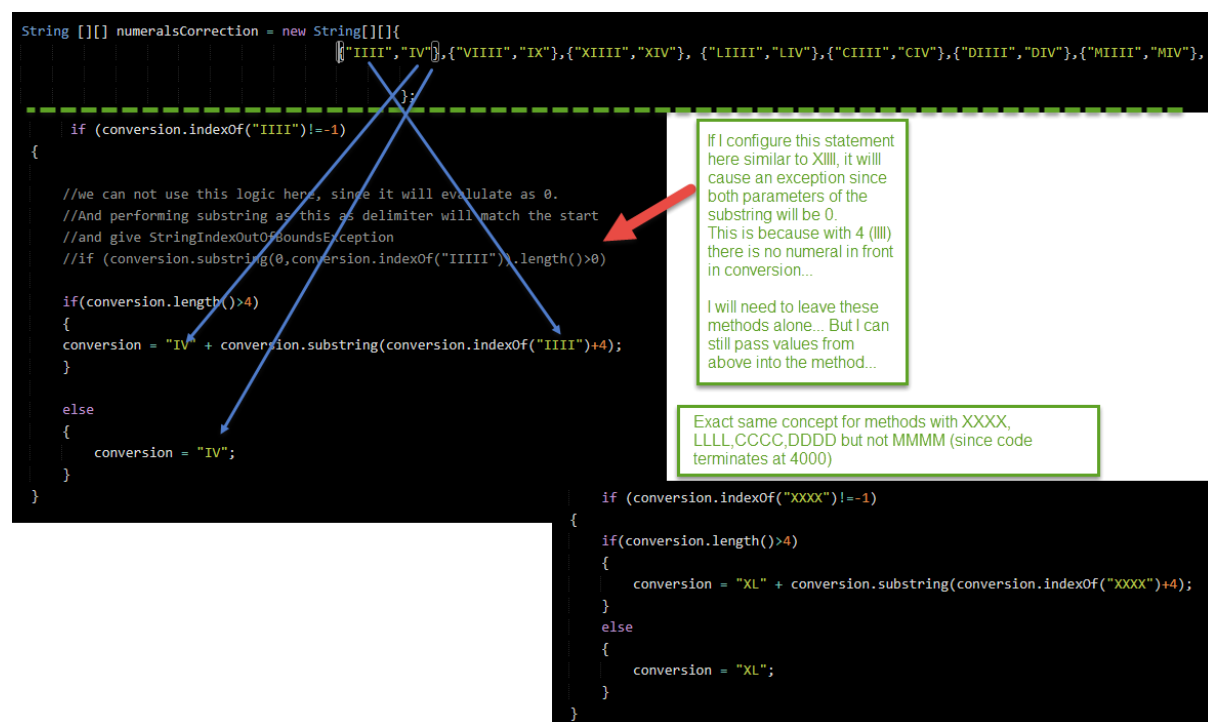 String [][] numeralsCorrection = new String[][]{
{"IIII","IV"},{"VIIII","IX"},{"XIIII","XIV"}, {"LIIII","LIV"},{"CIIII","CIV"},{"DIIII","DIV"},{"MIIII","MIV"},
};
if (conversion.indexOf("IIII")!=-1)
{
//we can not use this logic here, since it will evalulate as 0.
//And performing substring as this as delimiter will match the start
//and give StringIndexOutOfBoundsException
//if (conversion.substring(0,conversion.indexOf("IIIII")).length()>0)
if(conversion.length()>4)
{
conversion = "IV" + conversion.substring(conversion.indexOf("IIII")+4);
}
else
{
conversion = "IV";
}
}
If I configure this statement
here similar to XIIII, it willl
cause an exception since
both parameters of the
substring will be 0.
This is because with 4 (IIII)
there is no numeral in front
in conversion...
I will need to leave these
methods alone... But I can
still pass values from
above into the method...
Exact same concept for methods with XXXX,
LLLL,CCCC,DDDD but not MMMM (since code
terminates at 4000)
if (conversion.indexOf("XXXX")!=-1)
{
if(conversion.length()>4)
{
conversion = "XL" + conversion.substring(conversion.indexOf("XXXX")+4);
}
else
{
conversion = "XL";
}
}